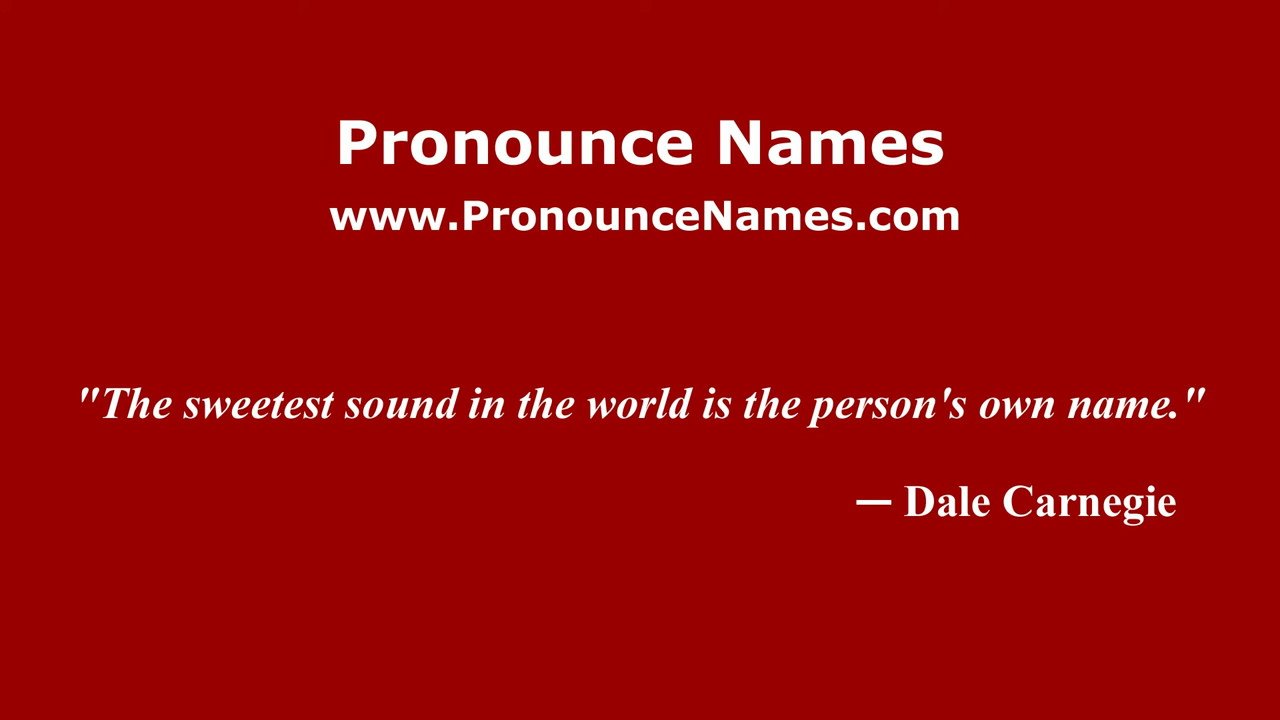 Pronounce Names
www.PronounceNames.com
"The sweetest sound in the world is the person's own name."
— Dale Carnegie